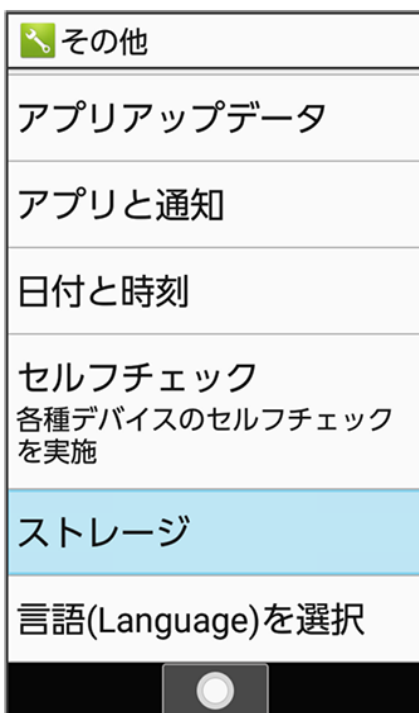 その他
アプリアップデータ
アプリと通知
日付と時刻
セルフチェック
各種デバイスのセルフチェック
を実施
ストレージ
言語(Language)を選択